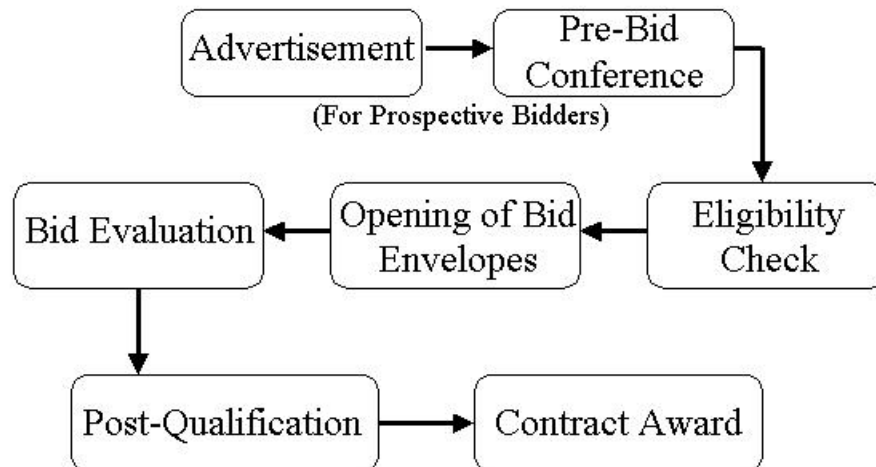 Advertisement
Pre-Bid
Conference
(For Prospective Bidders)
Bid Evaluation
Opening of Bid
Envelopes
Eligibility
Check
Post-Qualification
Contract Award